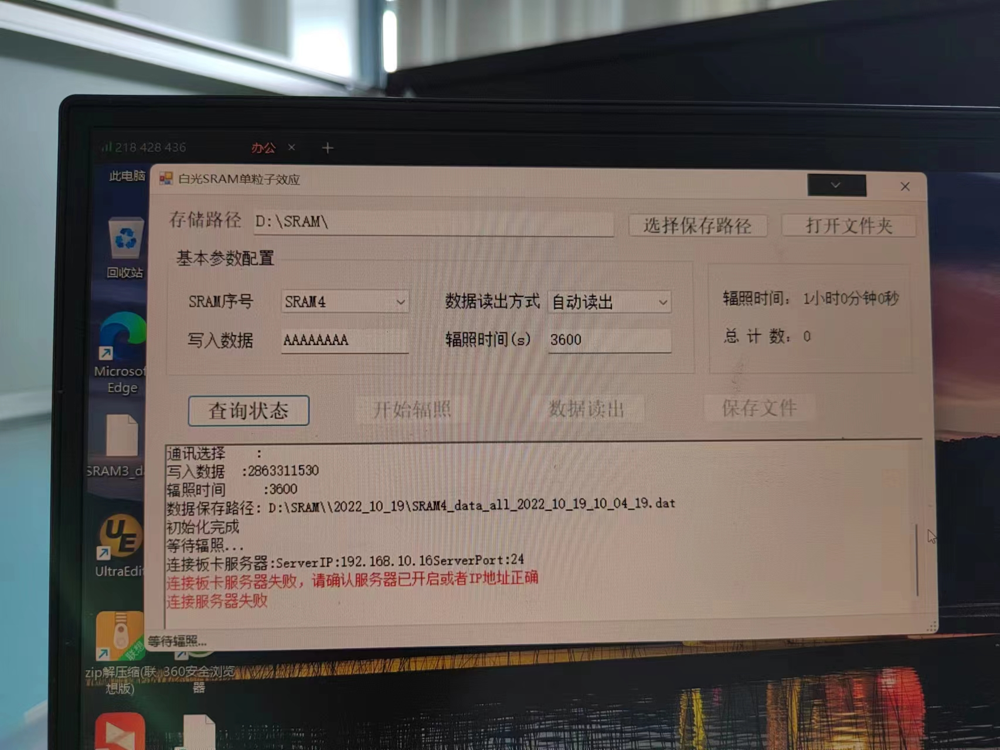 218 428 436
办公
此电脑
白光SRAM单粒子效应
存储路径 D:\SRAM\ 选择保存路径 打开文件夹
基本参数配置
SRAM序号 SRAM4 数据读出方式 自动读出
写入数据 AAAAAAAA 辐照时间(s) 3600
辐照时间: 1小时0分钟0秒
总 计 数: 0
查询状态 开始辐照 数据读出 保存文件
通讯选择 :
写入数据 :2863311530
辐照时间 :3600
数据保存路径: D:\SRAM\\2022_10_19\SRAM4_data_all_2022_10_19_10_04_19.dat
初始化完成
等待辐照...
连接板卡服务器:ServerIP:192.168.10.16ServerPort:24
连接板卡服务器失败,请确认服务器已开启或者IP地址正确
连接服务器失败
等待辐照...
回收站
Microsof
Edge
SRAM3_d
UE
UltraEdi
联想
zip解压缩(联
想版)
360安全浏览
器